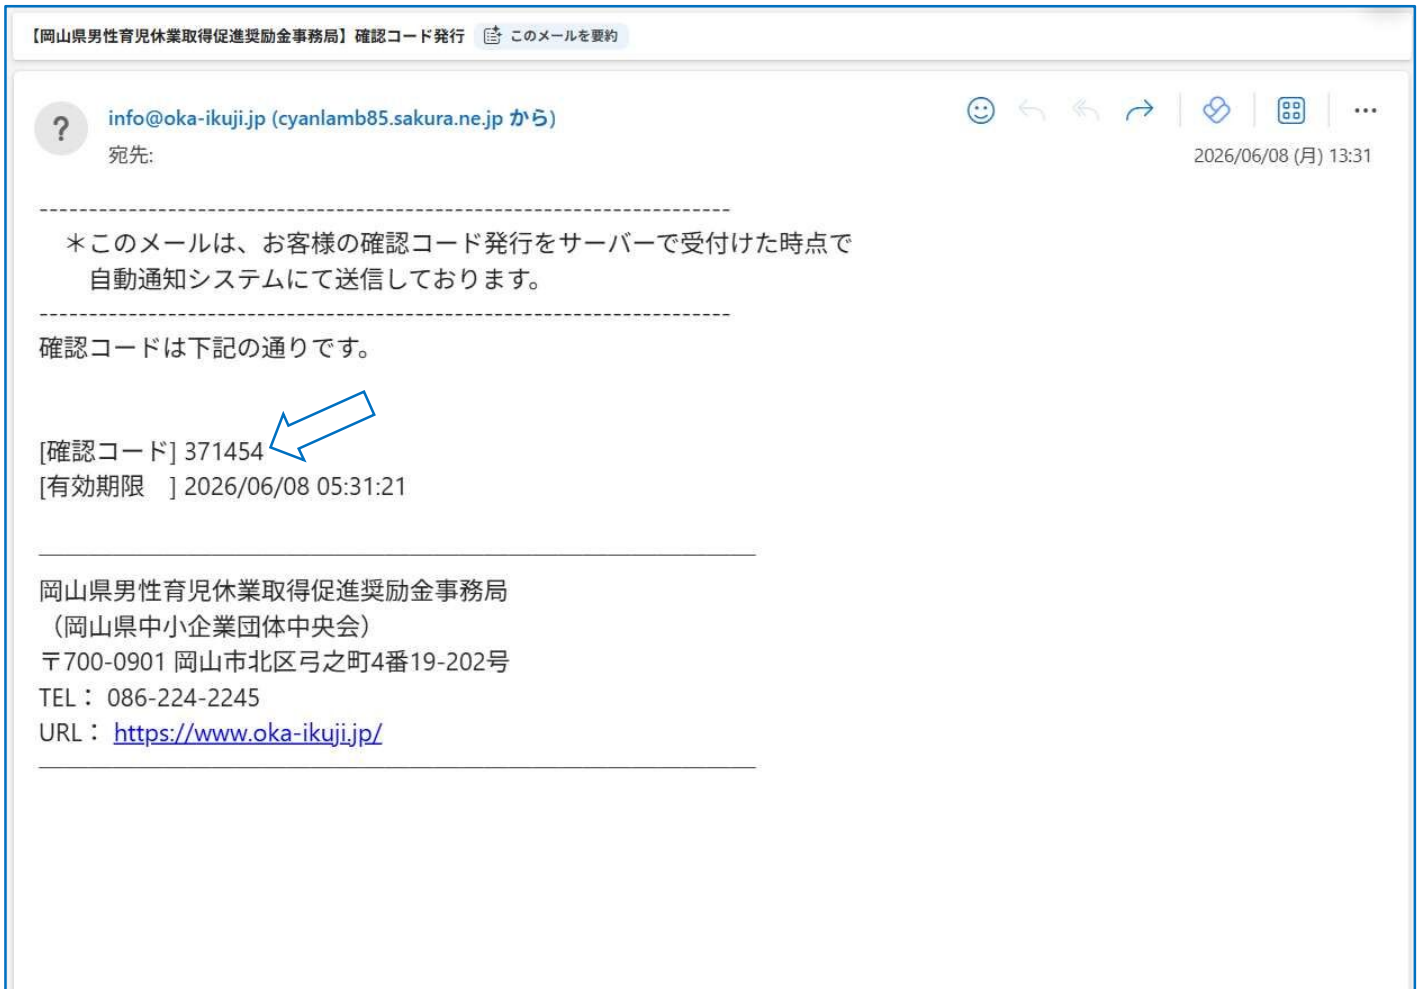 【岡山県男性育児休業取得促進奨励金事務局】確認コード発行 このメールを要約
?
info@oka-ikuji.jp (cyanlamb85.sakura.ne.jp から)
宛先:
2026/06/08 (月) 13:31
----------------------------------------------------------------------
＊このメールは、お客様の確認コード発行をサーバーで受付けた時点で
自動通知システムにて送信しております。
----------------------------------------------------------------------
確認コードは下記の通りです。
[確認コード] 371454
[有効期限　] 2026/06/08 05:31:21
岡山県男性育児休業取得促進奨励金事務局
（岡山県中小企業団体中央会）
〒700-0901 岡山市北区弓之町4番19-202号
TEL： 086-224-2245
URL： https://www.oka-ikuji.jp/